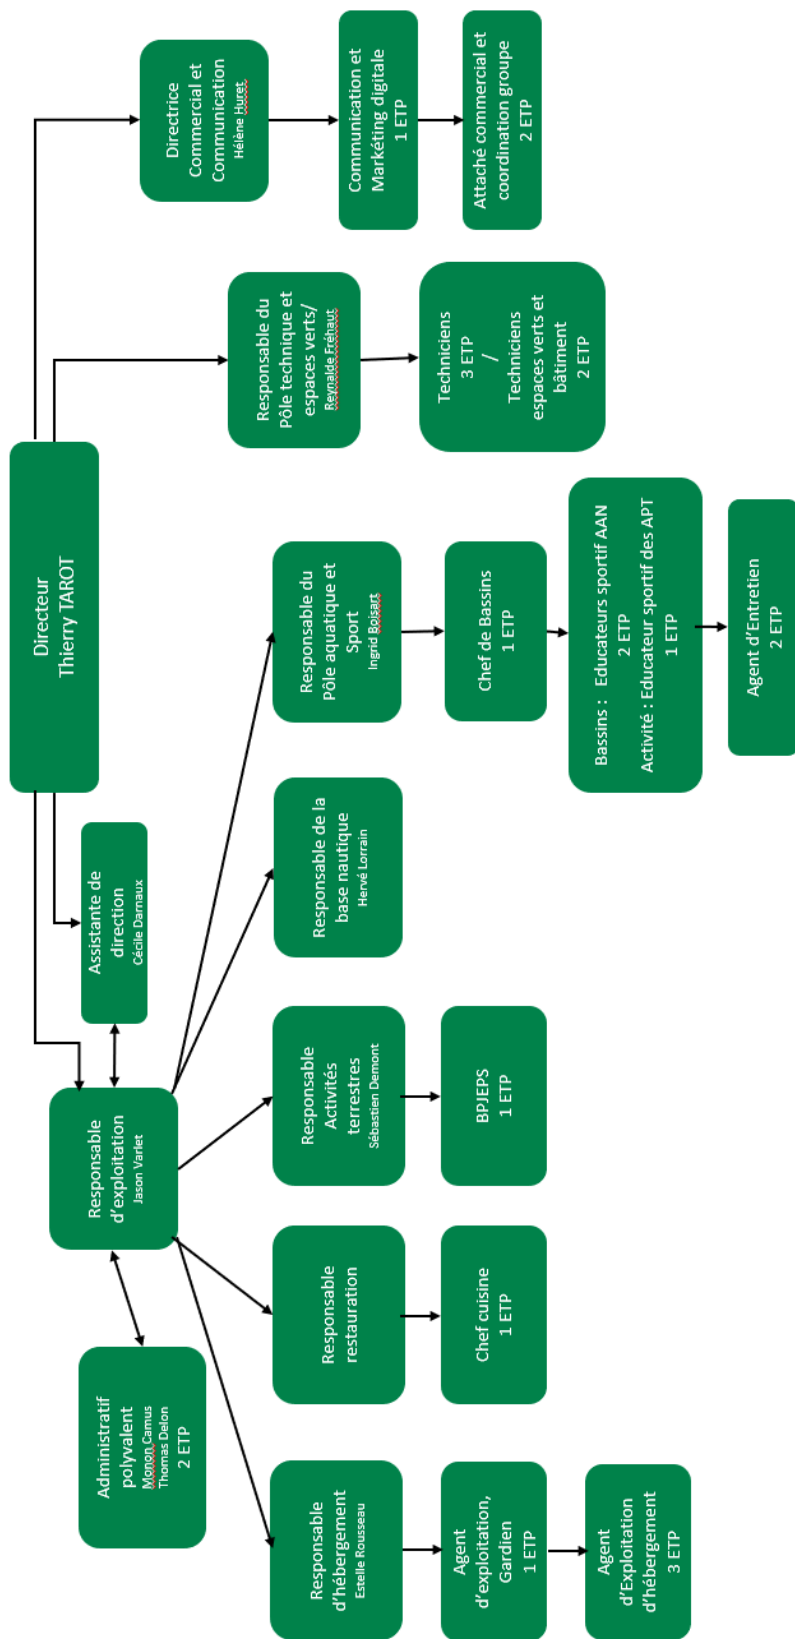 Directeur
Thierry TAROT
Assistante de
direction
Cécile Darnaux
Responsable
d'exploitation
Jason Varlet
Administratif
polyvalent
Monon Camus
Thomas Delon
2 ETP
Responsable
d'hébergement
Estelle Rousseau
Agent
d'exploitation,
Gardien
1 ETP
Agent
d'Exploitation
d'hébergement
3 ETP
Responsable
restauration
Chef cuisine
1 ETP
Responsable
Activités
terrestres
Sébastien Demont
BPJEPS
1 ETP
Responsable de la
base nautique
Hervé Lorrain
Responsable du
Pôle aquatique et
Sport
Ingrid Boisart
Chef de Bassins
1 ETP
Bassins : Educateurs sportif AAN
2 ETP
Activité : Educateur sportif des APT
1 ETP
Agent d'Entretien
2 ETP
Responsable du
Pôle technique et
espaces verts/
Reynalde Fréhaut
Techniciens
3 ETP
/
Techniciens
espaces verts et
bâtiment
2 ETP
Directrice
Commercial et
Communication
Hélène Huret
Communication et
Markéting digitale
1 ETP
Attaché commercial et
coordination groupe
2 ETP